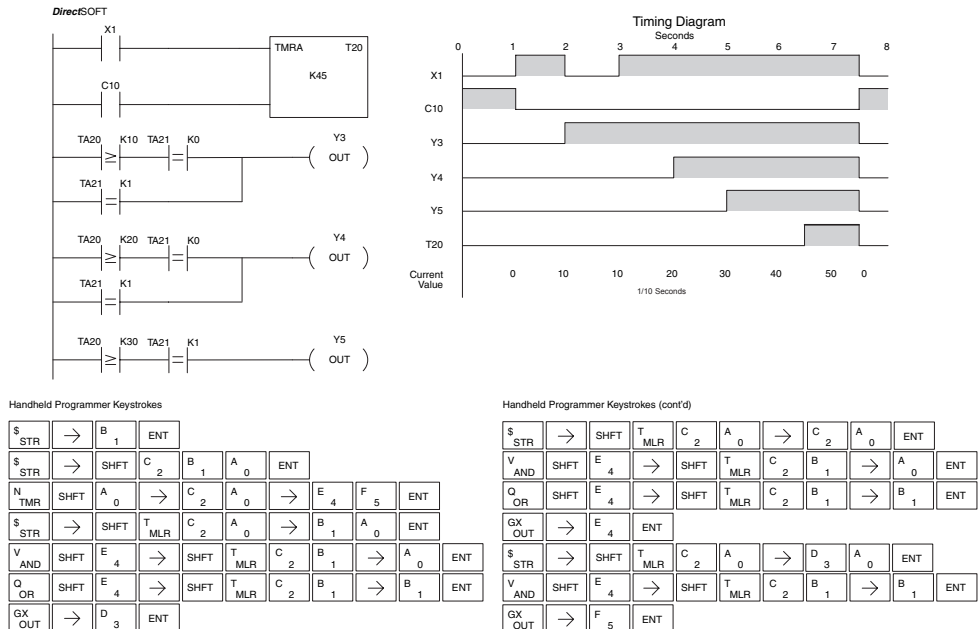 DirectSOFT
X1
TMRA T20
K45
C10
TA20 K10 TA21 K0 Y3
≥ = OUT
TA21 K1
=
TA20 K20 TA21 K0 Y4
≥ = OUT
TA21 K1
=
TA20 K30 TA21 K1 Y5
≥ = OUT
Timing Diagram
Seconds
0 1 2 3 4 5 6 7 8
X1
C10
Y3
Y4
Y5
T20
Current Value 0 10 10 20 30 40 50 0
1/10 Seconds
Handheld Programmer Keystrokes
$ STR → B 1 ENT
$ STR → SHFT C 2 B 1 A 0 ENT
N TMR SHFT A 0 → C 2 A 0 → E 4 F 5 ENT
$ STR → SHFT T MLR C 2 A 0 → B 1 A 0 ENT
V AND SHFT E 4 → SHFT T MLR C 2 B 1 → A 0 ENT
Q OR SHFT E 4 → SHFT T MLR C 2 B 1 → B 1 ENT
GX OUT → D 3 ENT
Handheld Programmer Keystrokes (cont'd)
$ STR → SHFT T MLR C 2 A 0 → C 2 A 0 ENT
V AND SHFT E 4 → SHFT T MLR C 2 B 1 → A 0 ENT
Q OR SHFT E 4 → SHFT T MLR C 2 B 1 → B 1 ENT
GX OUT → E 4 ENT
$ STR → SHFT T MLR C 2 A 0 → D 3 A 0 ENT
V AND SHFT E 4 → SHFT T MLR C 2 B 1 → B 1 ENT
GX OUT → F 5 ENT